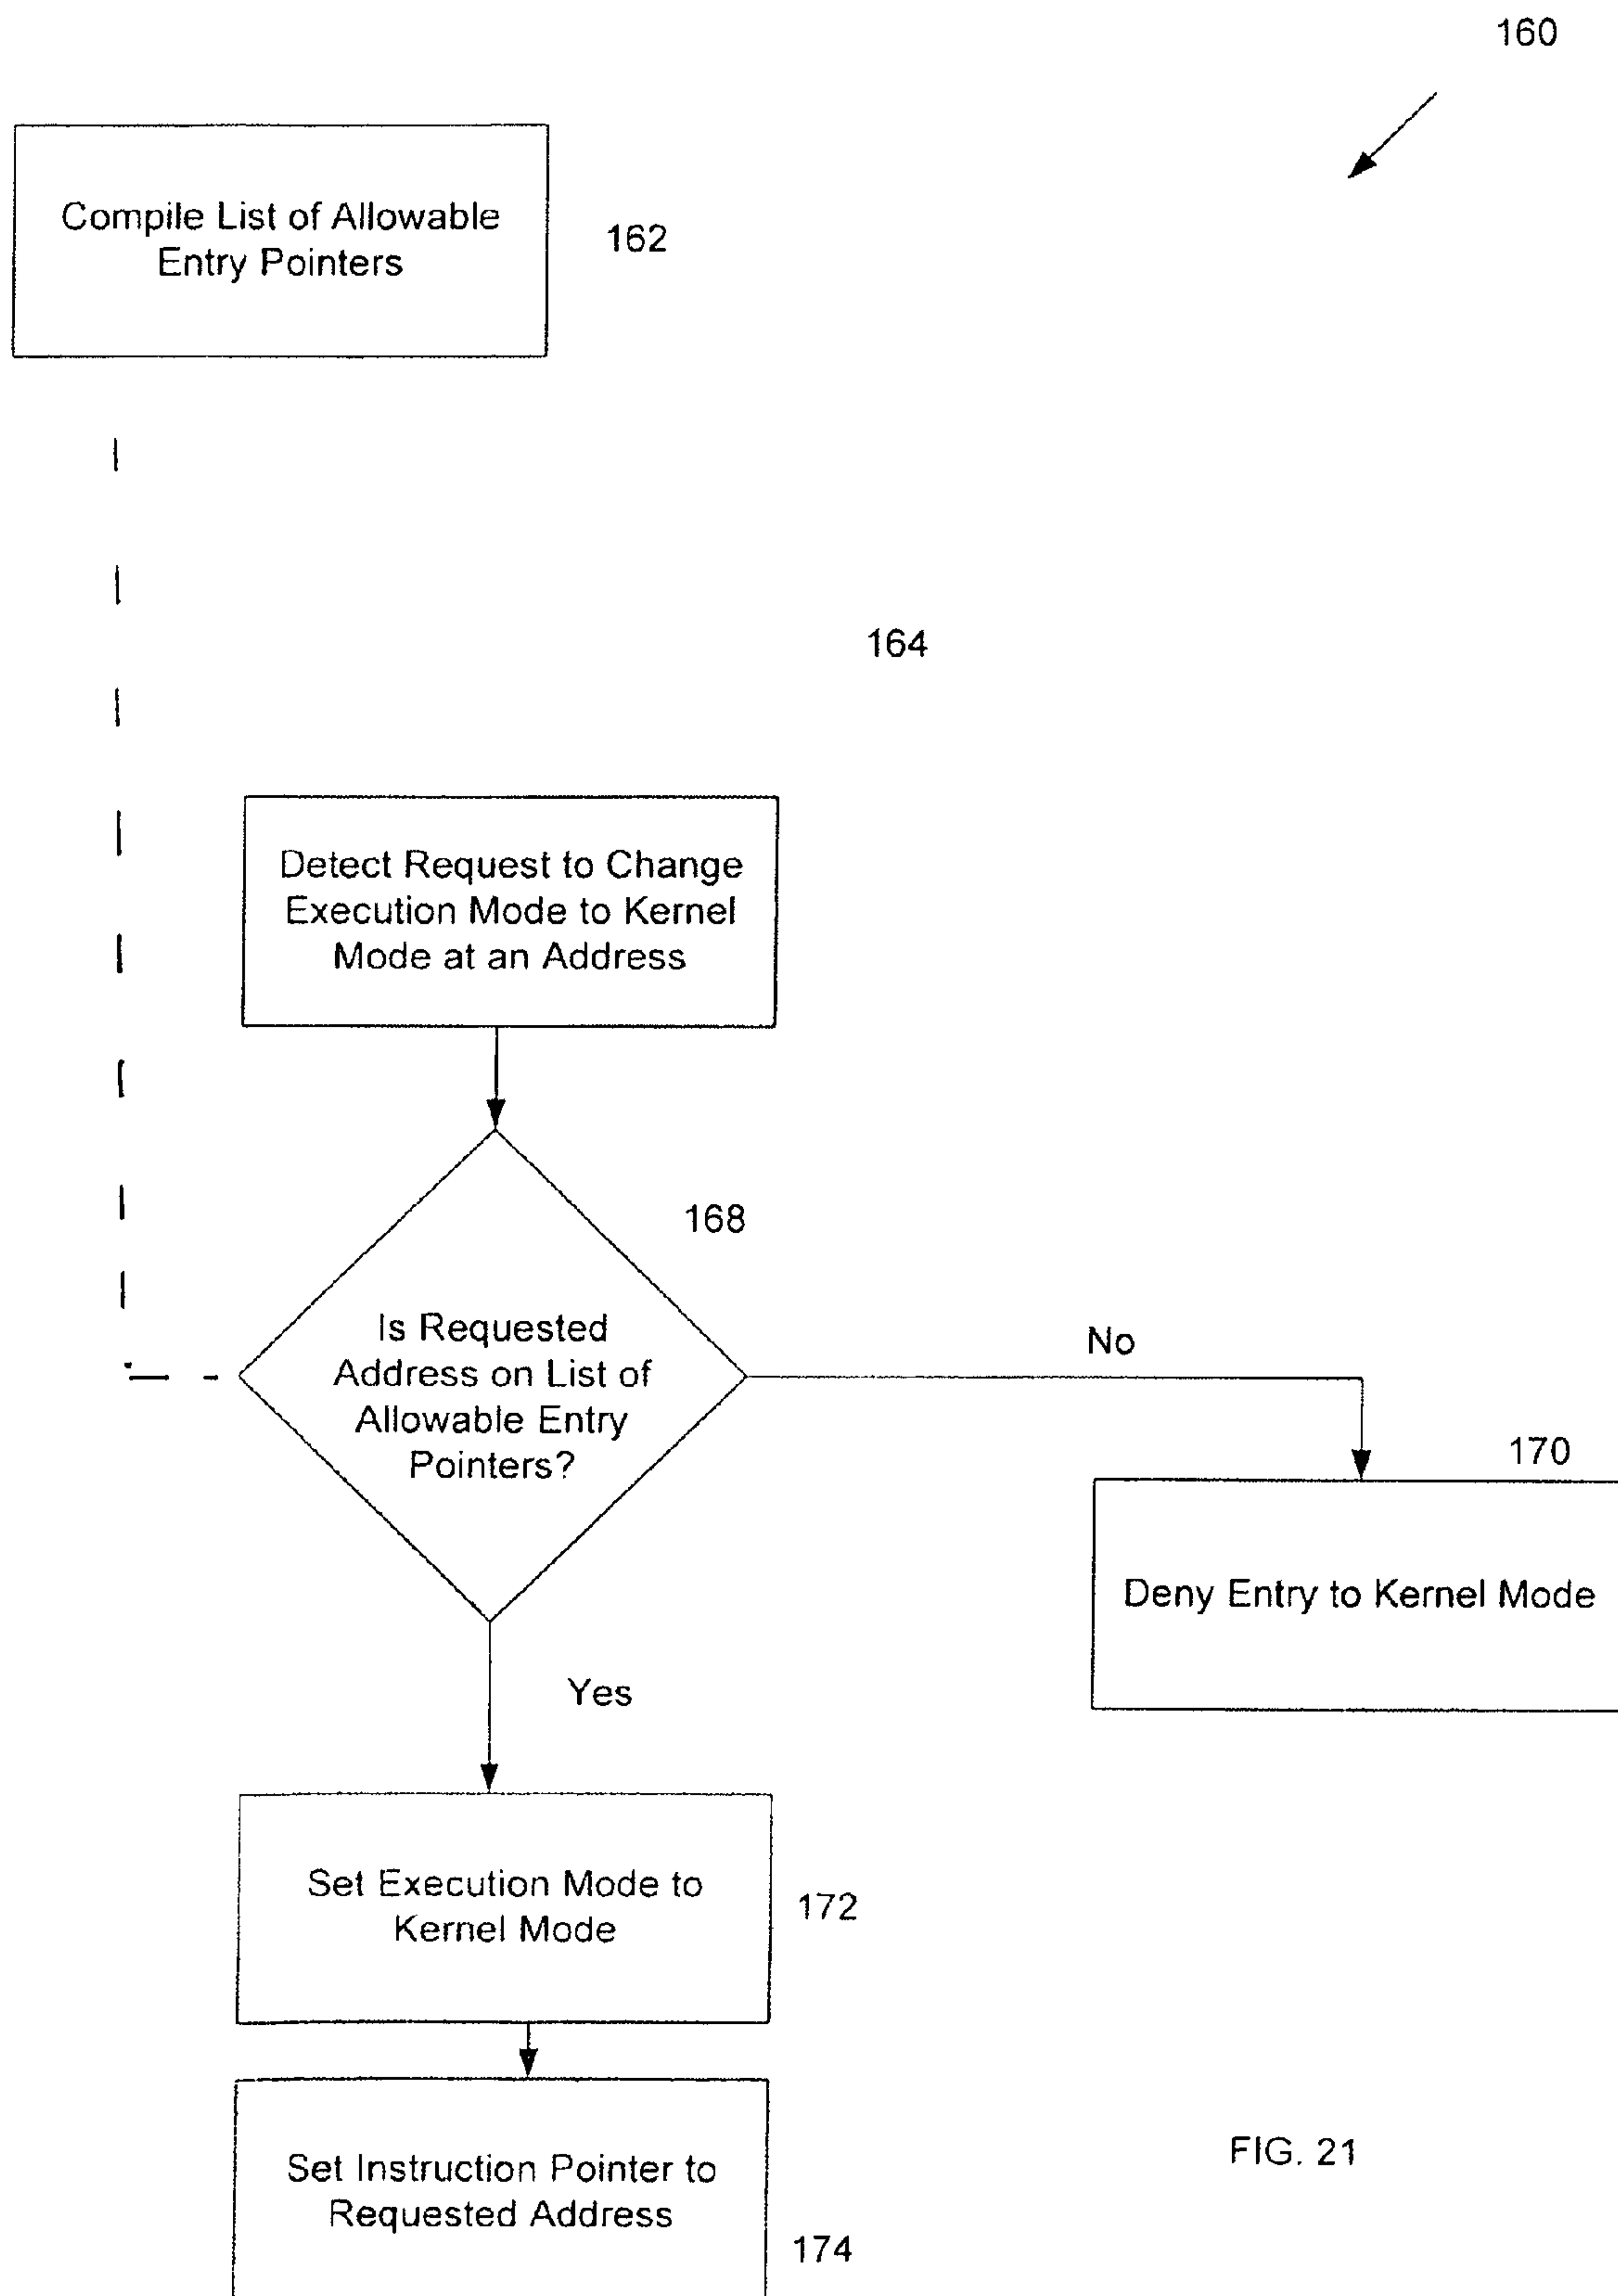 160
Compile List of Allowable
Entry Pointers
162
164
Detect Request to Change
Execution Mode to Kernel
Mode at an Address
168
Is Requested
Address on List of
Allowable Entry
Pointers?
No
170
Deny Entry to Kernel Mode
Yes
Set Execution Mode to
Kernel Mode
172
Set Instruction Pointer to
Requested Address
174
FIG. 21